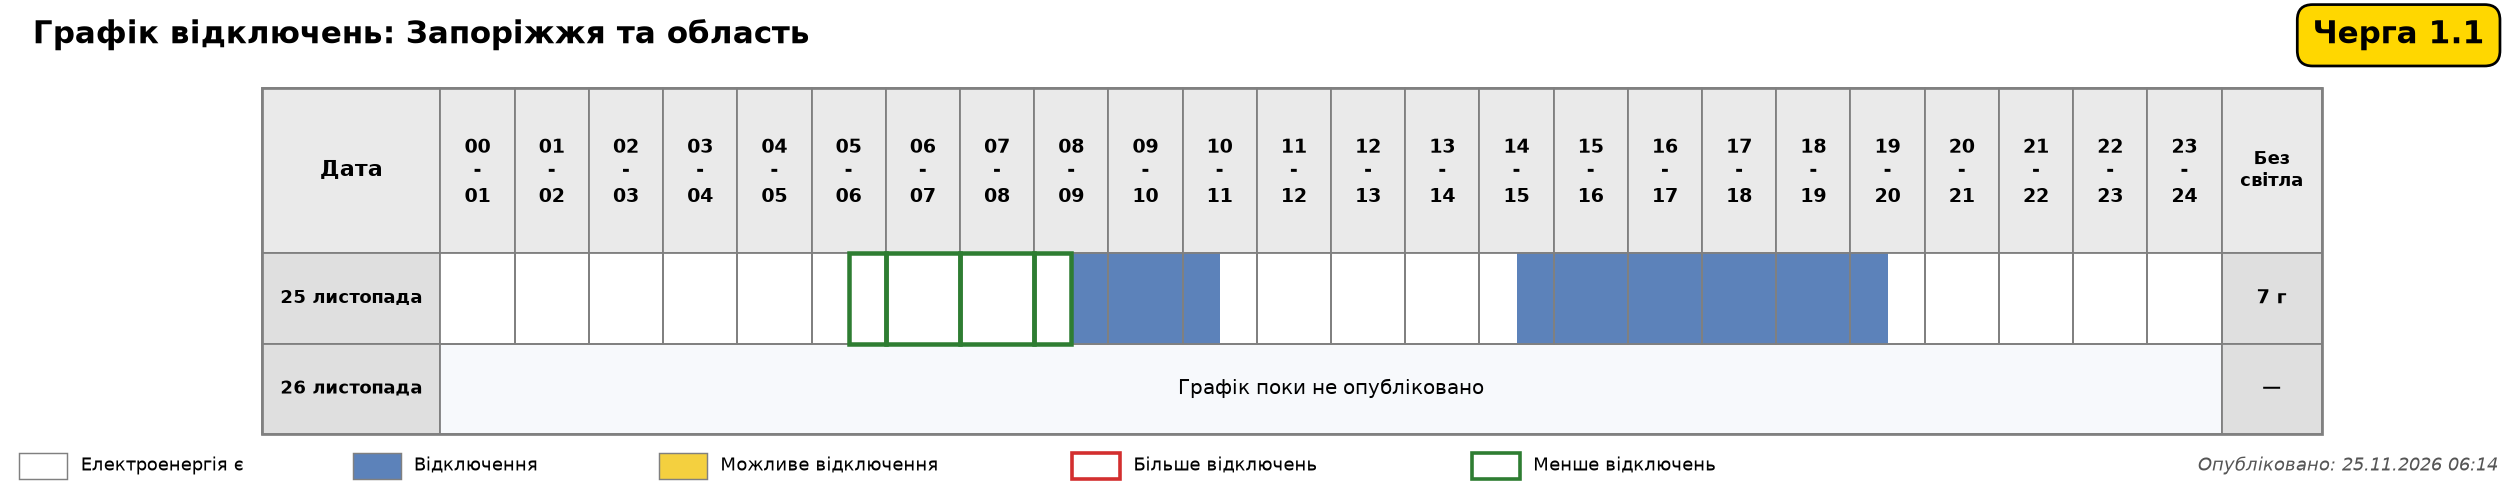 Графік відключень: Запоріжжя та область
Черга 1.1
Дата
00 - 01
01 - 02
02 - 03
03 - 04
04 - 05
05 - 06
06 - 07
07 - 08
08 - 09
09 - 10
10 - 11
11 - 12
12 - 13
13 - 14
14 - 15
15 - 16
16 - 17
17 - 18
18 - 19
19 - 20
20 - 21
21 - 22
22 - 23
23 - 24
Без
світла
25 листопада
7 г
26 листопада
Графік поки не опубліковано
—
Електроенергія є
Відключення
Можливе відключення
Більше відключень
Менше відключень
Опубліковано: 25.11.2026 06:14